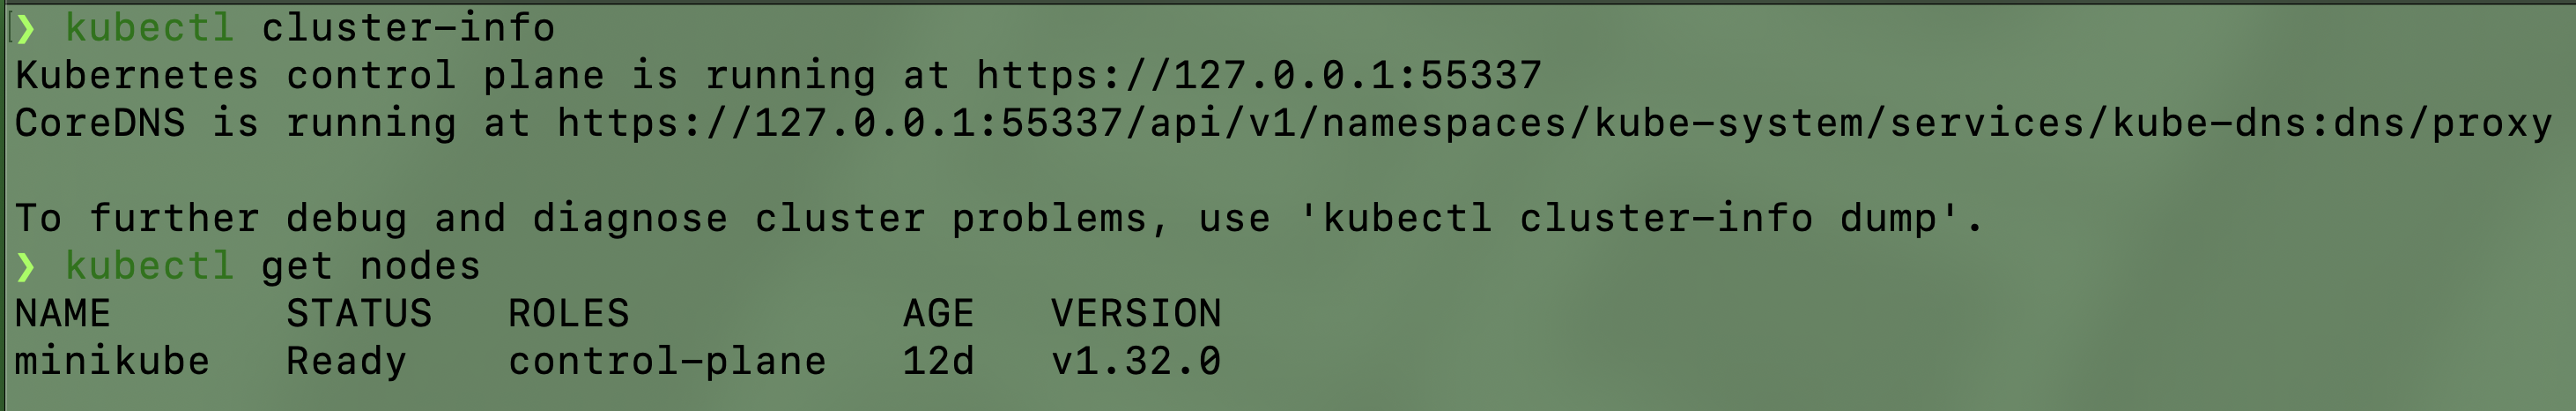 ❯ kubectl cluster-info
Kubernetes control plane is running at https://127.0.0.1:55337
CoreDNS is running at https://127.0.0.1:55337/api/v1/namespaces/kube-system/services/kube-dns:dns/proxy

To further debug and diagnose cluster problems, use 'kubectl cluster-info dump'.
❯ kubectl get nodes
NAME       STATUS   ROLES           AGE   VERSION
minikube   Ready    control-plane   12d   v1.32.0